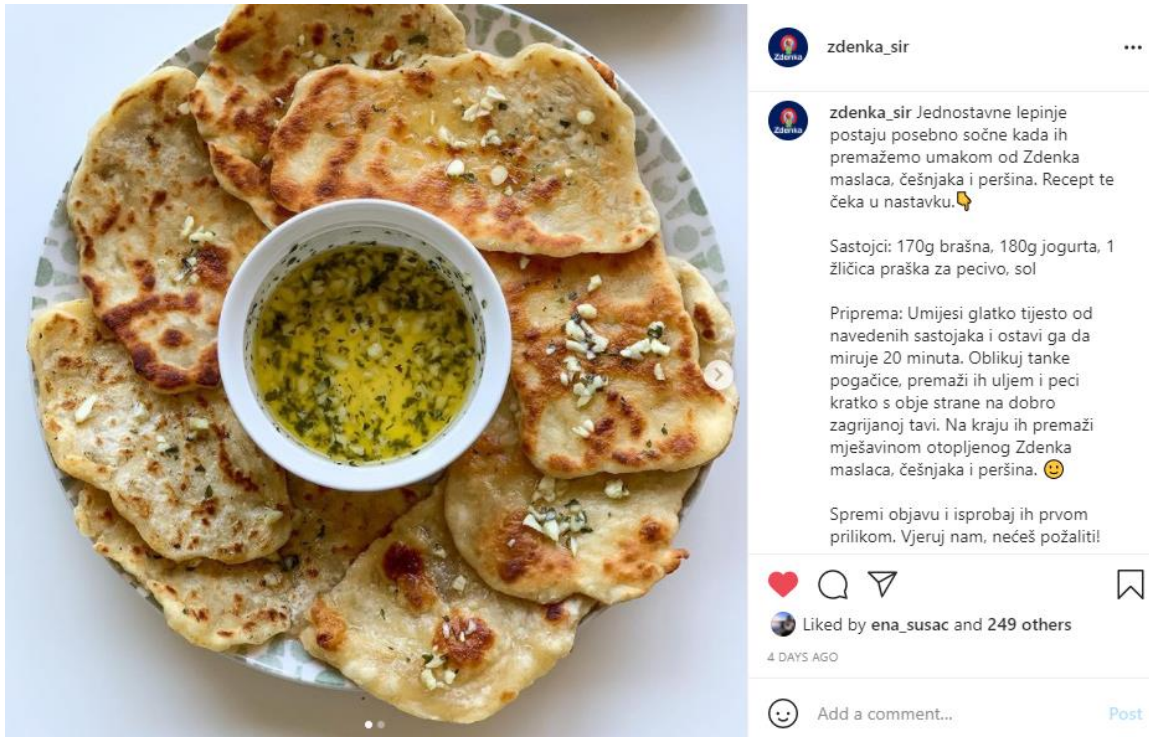 zdenka_sir
Zdenka
zdenka_sir Jednostavne lepinje
Zdenka
postaju posebno sočne kada ih
premažemo umakom od Zdenka
maslaca, češnjaka i peršina. Recept te
čeka u nastavku.👇
Sastojci: 170g brašna, 180g jogurta, 1
žličica praška za pecivo, sol
Priprema: Umijesi glatko tijesto od
navedenih sastojaka i ostavi ga da
miruje 20 minuta. Oblikuj tanke
pogačice, premaži ih uljem i peci
kratko s obje strane na dobro
zagrijanoj tavi. Na kraju ih premaži
mješavinom otopljenog Zdenka
maslaca, češnjaka i peršina. 🙂
Spremi objavu i isprobaj ih prvom
prilikom. Vjeruj nam, nećeš požaliti!
Liked by ena_susac and 249 others
4 DAYS AGO
Add a comment...
Post